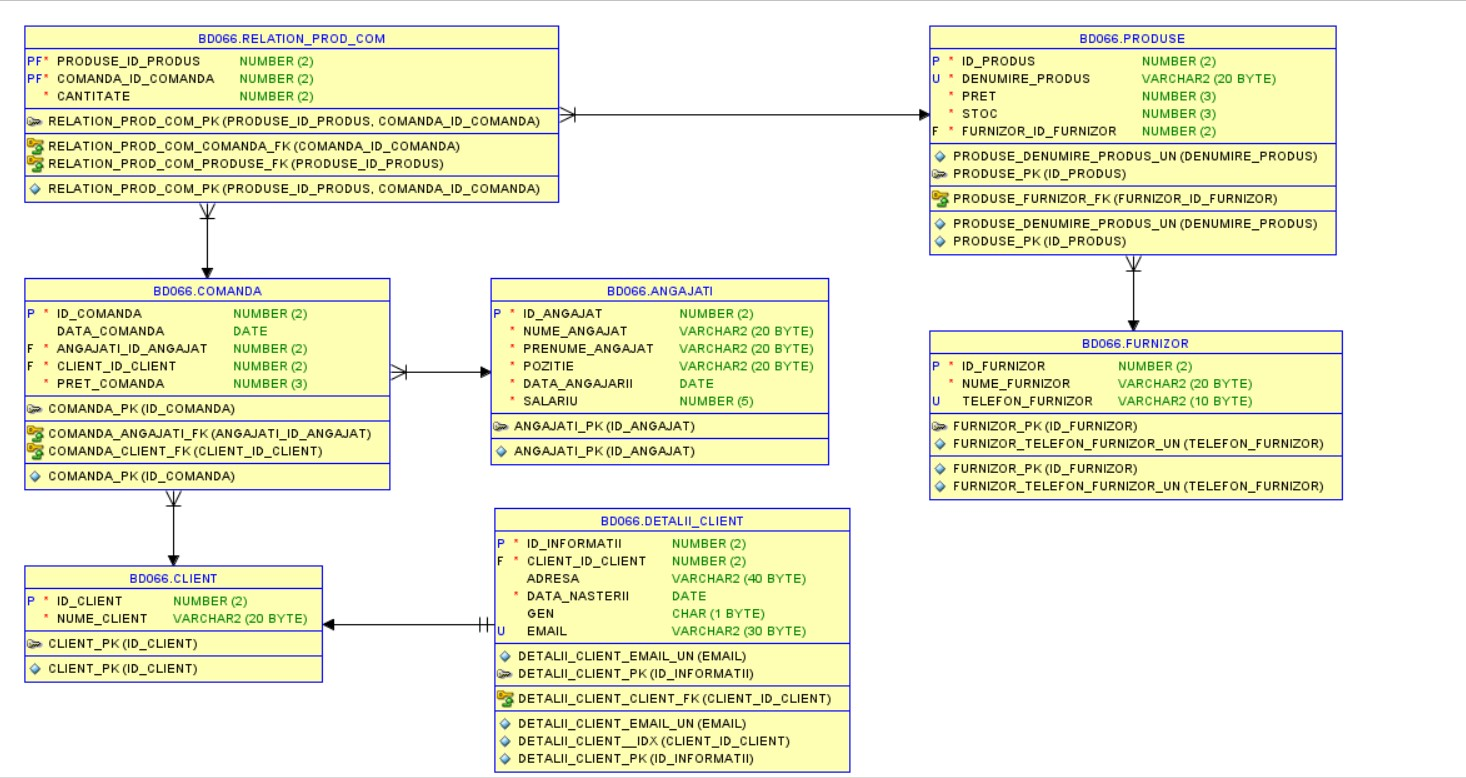 BD066.RELATION_PROD_COM
PF* PRODUSE_ID_PRODUS NUMBER (2)
PF* COMANDA_ID_COMANDA NUMBER (2)
* CANTITATE NUMBER (2)
RELATION_PROD_COM_PK (PRODUSE_ID_PRODUS, COMANDA_ID_COMANDA)
RELATION_PROD_COM_COMANDA_FK (COMANDA_ID_COMANDA)
RELATION_PROD_COM_PRODUSE_FK (PRODUSE_ID_PRODUS)
RELATION_PROD_COM_PK (PRODUSE_ID_PRODUS, COMANDA_ID_COMANDA)
BD066.PRODUSE
P * ID_PRODUS NUMBER (2)
U * DENUMIRE_PRODUS VARCHAR2 (20 BYTE)
* PRET NUMBER (3)
* STOC NUMBER (3)
F * FURNIZOR_ID_FURNIZOR NUMBER (2)
PRODUSE_DENUMIRE_PRODUS_UN (DENUMIRE_PRODUS)
PRODUSE_PK (ID_PRODUS)
PRODUSE_FURNIZOR_FK (FURNIZOR_ID_FURNIZOR)
PRODUSE_DENUMIRE_PRODUS_UN (DENUMIRE_PRODUS)
PRODUSE_PK (ID_PRODUS)
BD066.COMANDA
P * ID_COMANDA NUMBER (2)
DATA_COMANDA DATE
F * ANGAJATI_ID_ANGAJAT NUMBER (2)
F * CLIENT_ID_CLIENT NUMBER (2)
* PRET_COMANDA NUMBER (3)
COMANDA_PK (ID_COMANDA)
COMANDA_ANGAJATI_FK (ANGAJATI_ID_ANGAJAT)
COMANDA_CLIENT_FK (CLIENT_ID_CLIENT)
COMANDA_PK (ID_COMANDA)
BD066.ANGAJATI
P * ID_ANGAJAT NUMBER (2)
* NUME_ANGAJAT VARCHAR2 (20 BYTE)
* PRENUME_ANGAJAT VARCHAR2 (20 BYTE)
* POZITIE VARCHAR2 (20 BYTE)
* DATA_ANGAJARII DATE
* SALARIU NUMBER (5)
ANGAJATI_PK (ID_ANGAJAT)
ANGAJATI_PK (ID_ANGAJAT)
BD066.FURNIZOR
P * ID_FURNIZOR NUMBER (2)
* NUME_FURNIZOR VARCHAR2 (20 BYTE)
U TELEFON_FURNIZOR VARCHAR2 (10 BYTE)
FURNIZOR_PK (ID_FURNIZOR)
FURNIZOR_TELEFON_FURNIZOR_UN (TELEFON_FURNIZOR)
FURNIZOR_PK (ID_FURNIZOR)
FURNIZOR_TELEFON_FURNIZOR_UN (TELEFON_FURNIZOR)
BD066.CLIENT
P * ID_CLIENT NUMBER (2)
* NUME_CLIENT VARCHAR2 (20 BYTE)
CLIENT_PK (ID_CLIENT)
CLIENT_PK (ID_CLIENT)
BD066.DETALII_CLIENT
P * ID_INFORMATII NUMBER (2)
F * CLIENT_ID_CLIENT NUMBER (2)
ADRESA VARCHAR2 (40 BYTE)
* DATA_NASTERII DATE
GEN CHAR (1 BYTE)
U EMAIL VARCHAR2 (30 BYTE)
DETALII_CLIENT_EMAIL_UN (EMAIL)
DETALII_CLIENT_PK (ID_INFORMATII)
DETALII_CLIENT_CLIENT_FK (CLIENT_ID_CLIENT)
DETALII_CLIENT_EMAIL_UN (EMAIL)
DETALII_CLIENT__IDX (CLIENT_ID_CLIENT)
DETALII_CLIENT_PK (ID_INFORMATII)